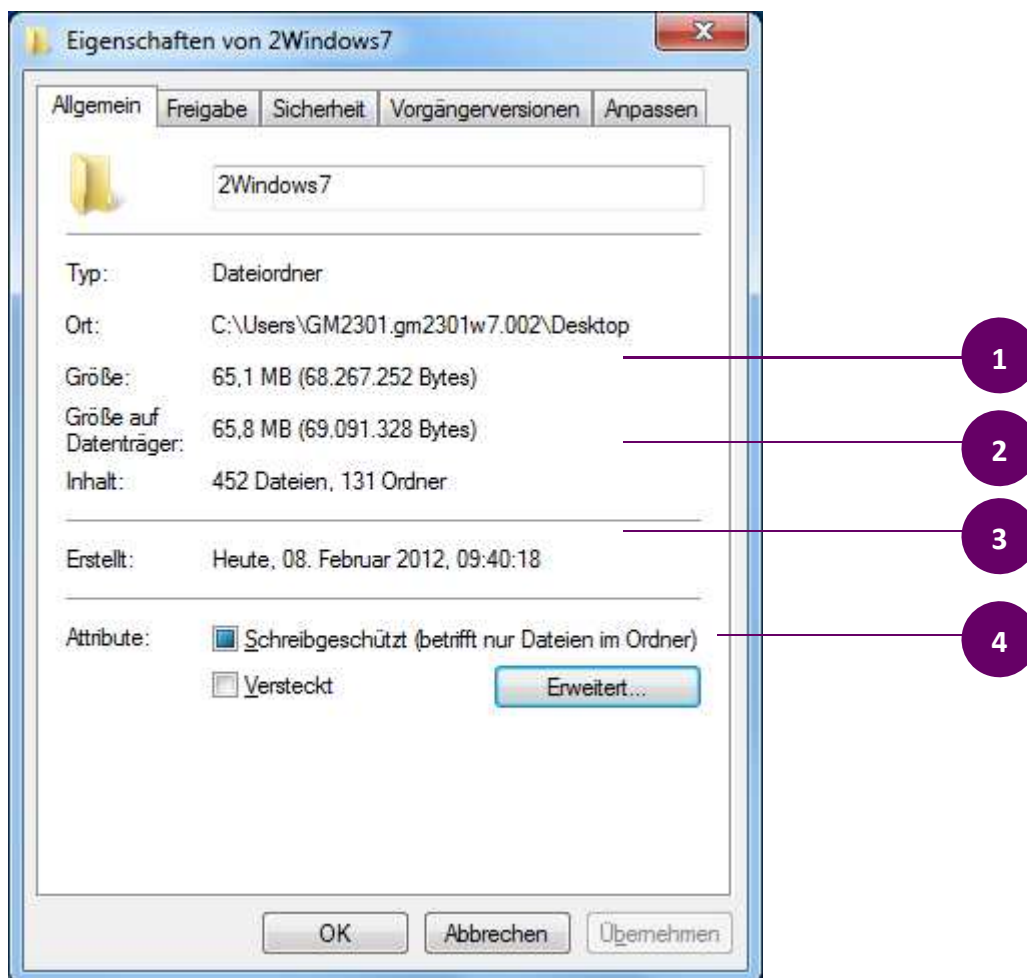 Eigenschaften von 2Windows7
x
Allgemein Freigabe Sicherheit Vorgängerversionen Anpassen
2Windows7
Typ: Dateiordner
Ort: C:\Users\GM2301.gm2301w7.002\Desktop
1
Größe: 65,1 MB (68.267.252 Bytes)
Größe auf
Datenträger: 65,8 MB (69.091.328 Bytes)
2
Inhalt: 452 Dateien, 131 Ordner
3
Erstellt: Heute, 08. Februar 2012, 09:40:18
Attribute: Schreibgeschützt (betrifft nur Dateien im Ordner)
4
Versteckt Erweitert...
OK Abbrechen Übernehmen